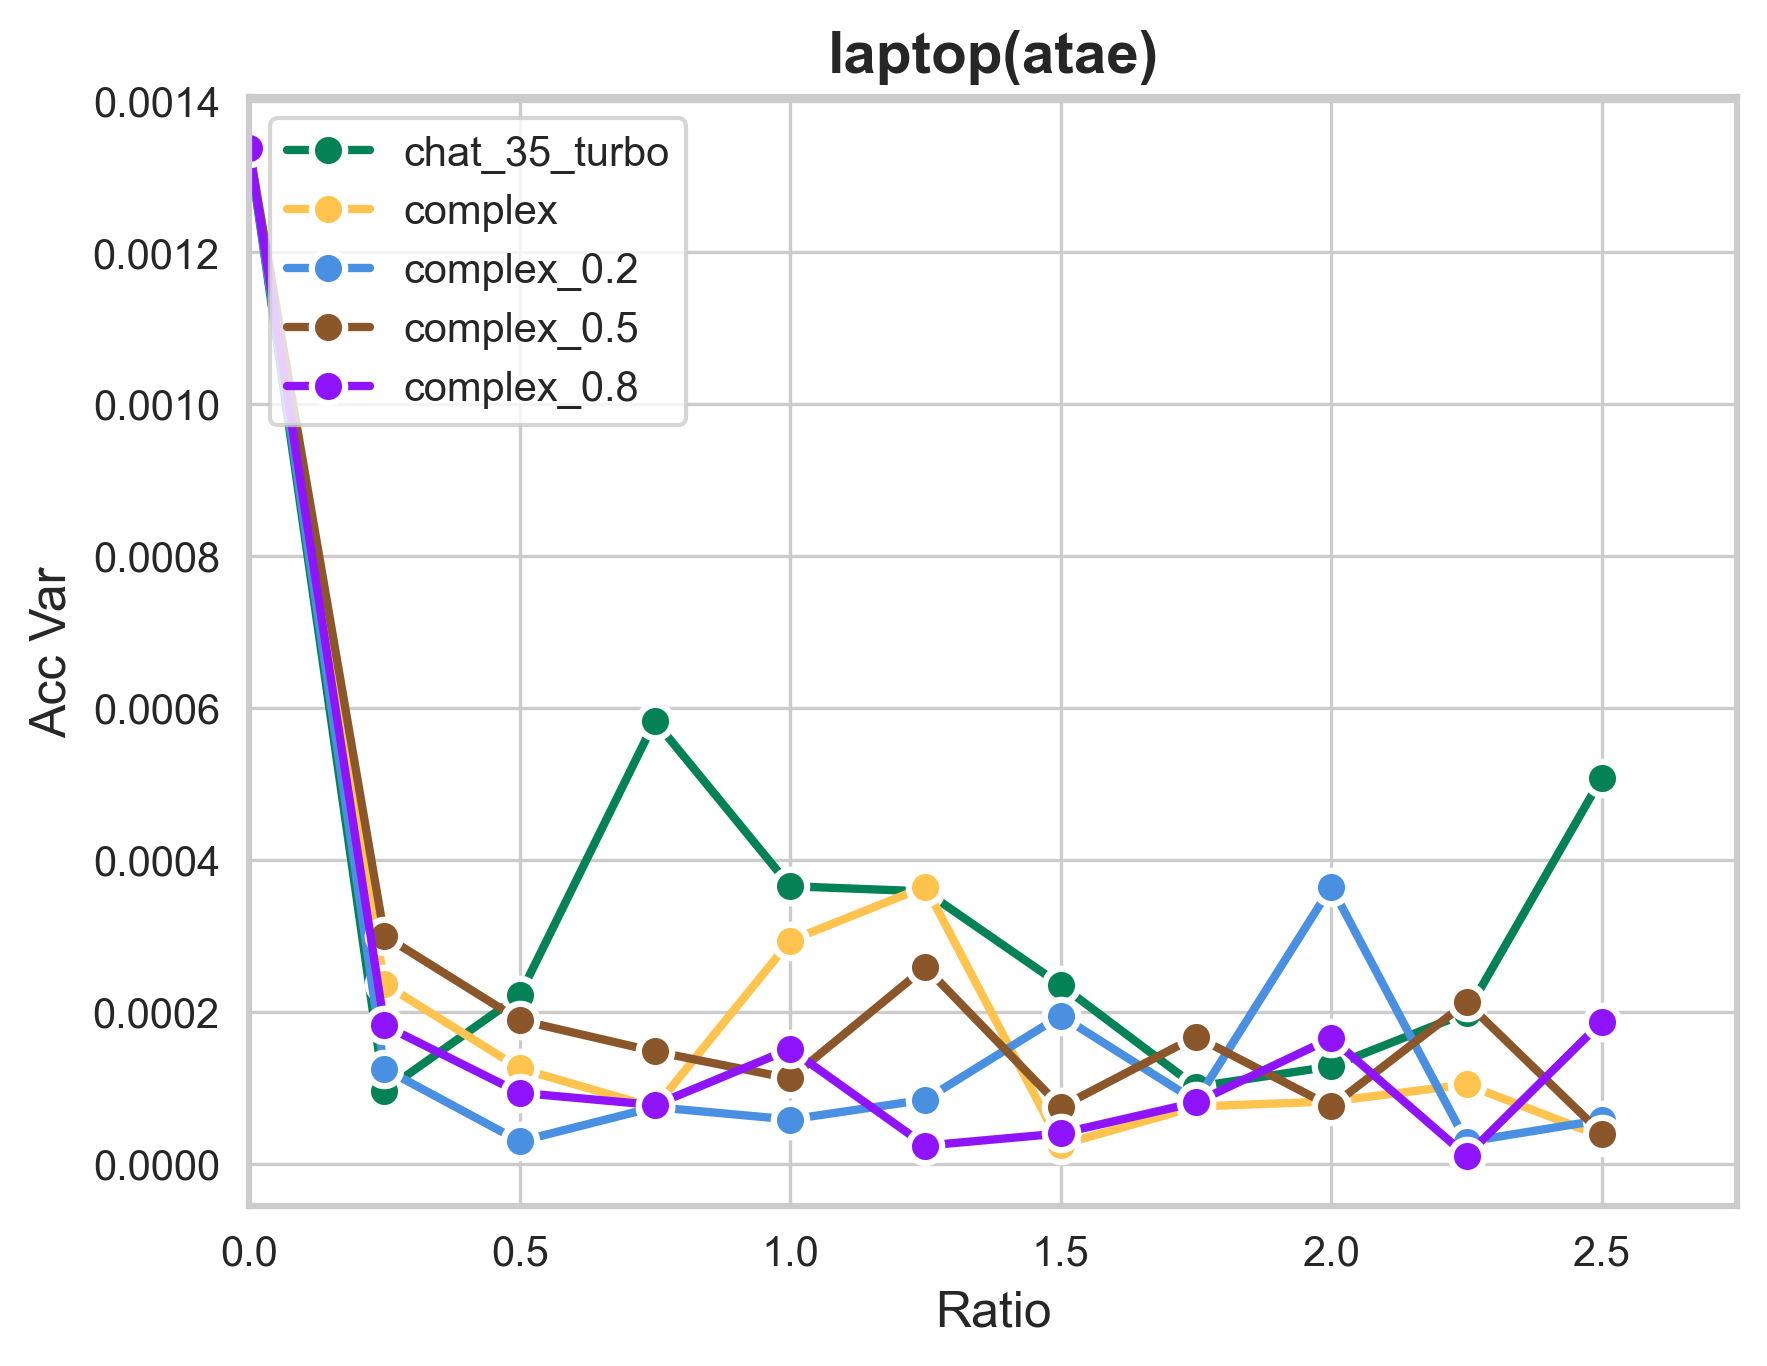 laptop(atae)
0.0014
0.0012
0.0010
0.0008
0.0006
0.0004
0.0002
0.0000
Acc Var
chat_35_turbo
complex
complex_0.2
complex_0.5
complex_0.8
0.0 0.5 1.0 1.5 2.0 2.5
Ratio